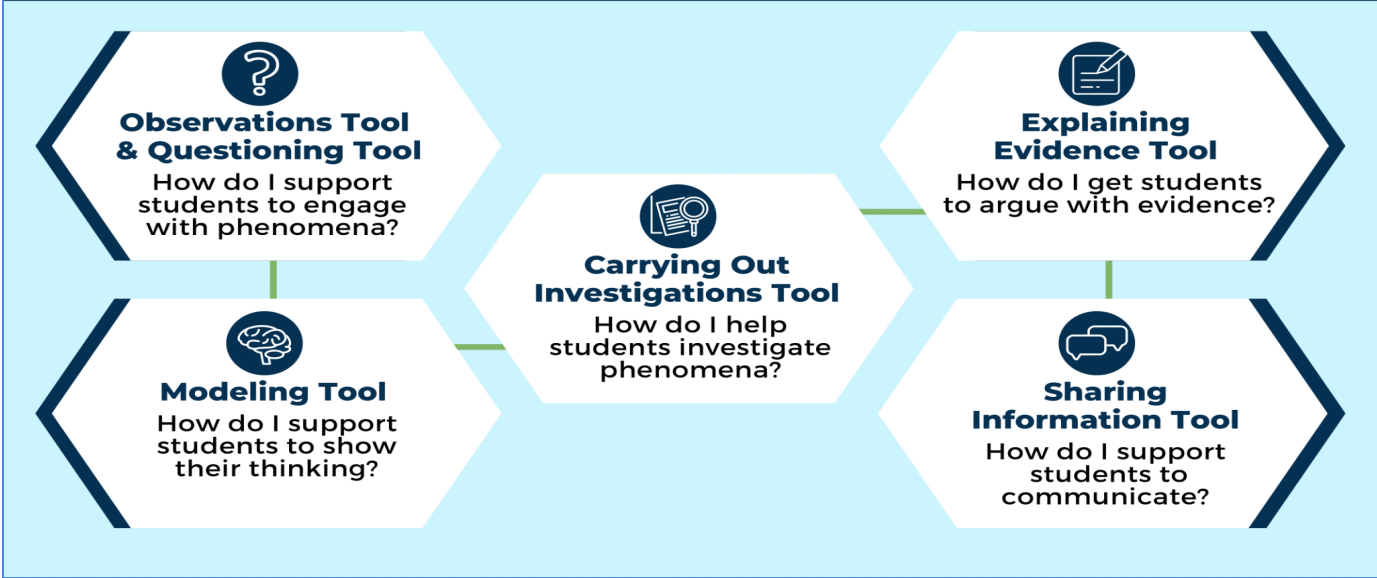 Observations Tool
& Questioning Tool
How do I support
students to engage
with phenomena?
Modeling Tool
How do I support
students to show
their thinking?
Carrying Out
Investigations Tool
How do I help
students investigate
phenomena?
Explaining
Evidence Tool
How do I get students
to argue with evidence?
Sharing
Information Tool
How do I support
students to
communicate?